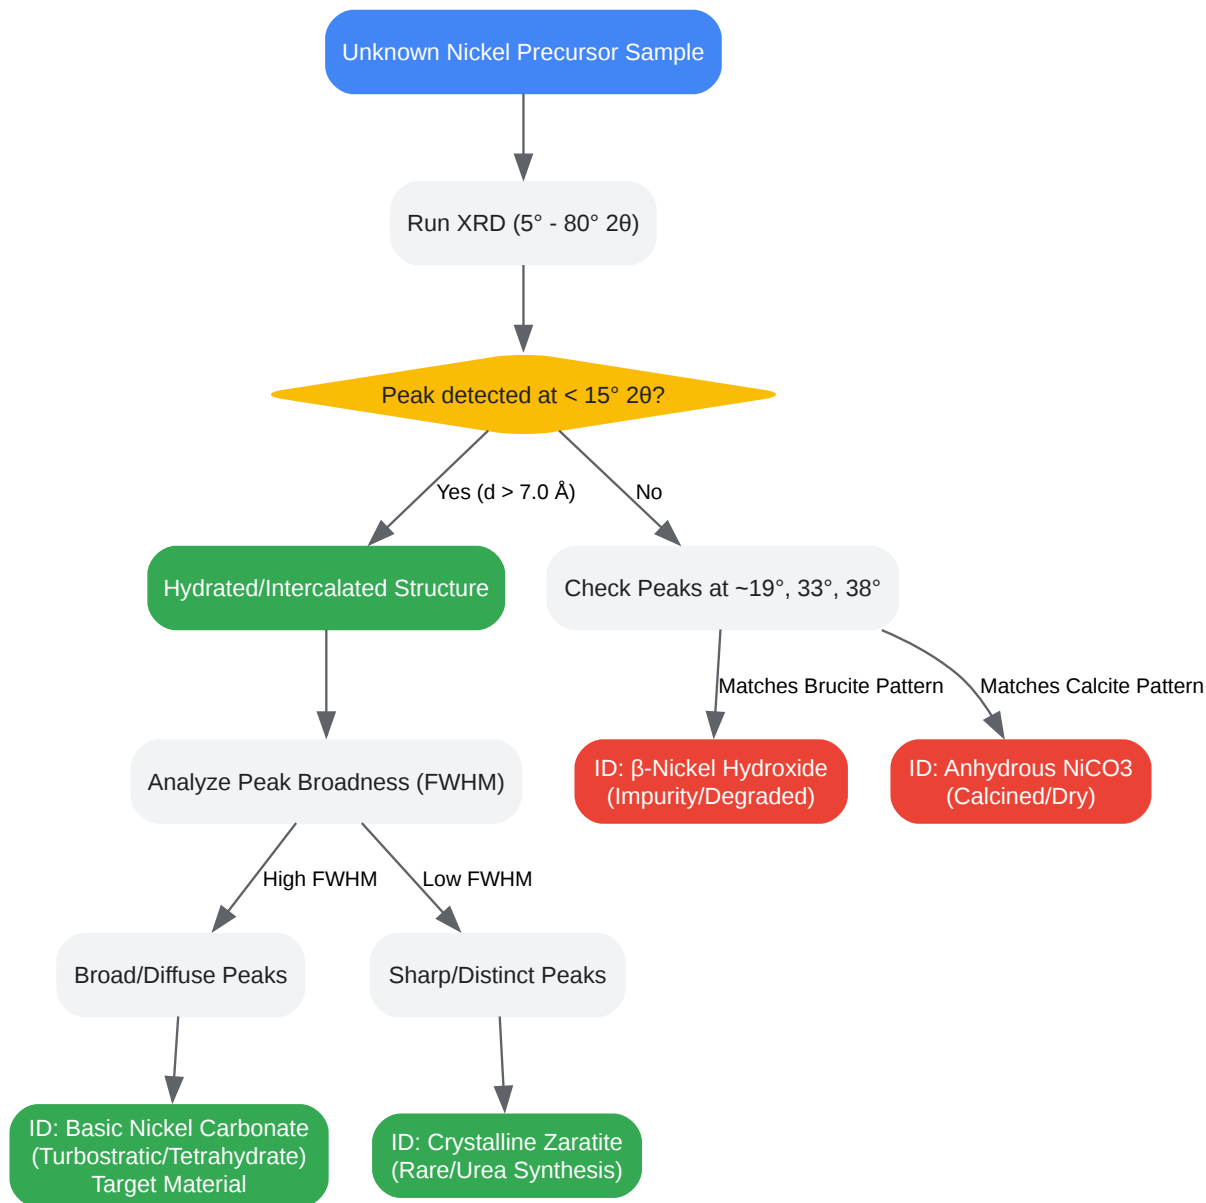 Unknown Nickel Precursor Sample
Run XRD (5° - 80° 2θ)
Peak detected at < 15° 2θ?
Yes (d > 7.0 Å)
No
Hydrated/Intercalated Structure
Check Peaks at ~19°, 33°, 38°
Matches Brucite Pattern
Matches Calcite Pattern
Analyze Peak Broadness (FWHM)
ID: β-Nickel Hydroxide
(Impurity/Degraded)
ID: Anhydrous NiCO3
(Calcined/Dry)
High FWHM
Low FWHM
Broad/Diffuse Peaks
Sharp/Distinct Peaks
ID: Basic Nickel Carbonate
(Turbostratic/Tetrahydrate)
Target Material
ID: Crystalline Zaratite
(Rare/Urea Synthesis)